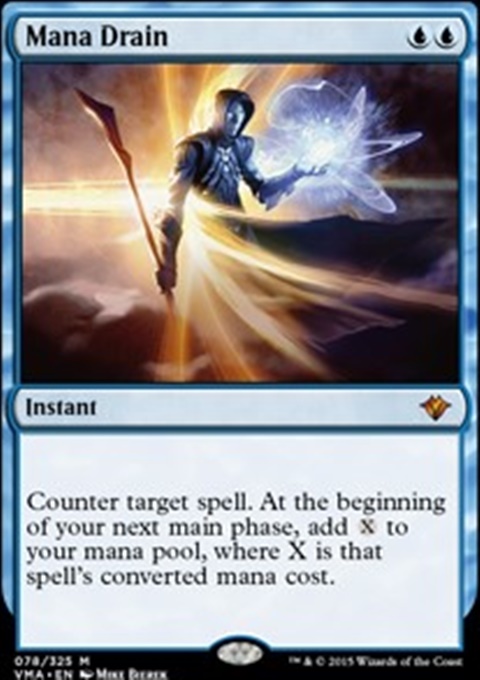 Mana Drain
Instant
Counter target spell. At the beginning
of your next main phase, add X to
your mana pool, where X is that
spell's converted mana cost.
078/325 M
VMA • EN Mike Bierek
™ & © 2015 Wizards of the Coast